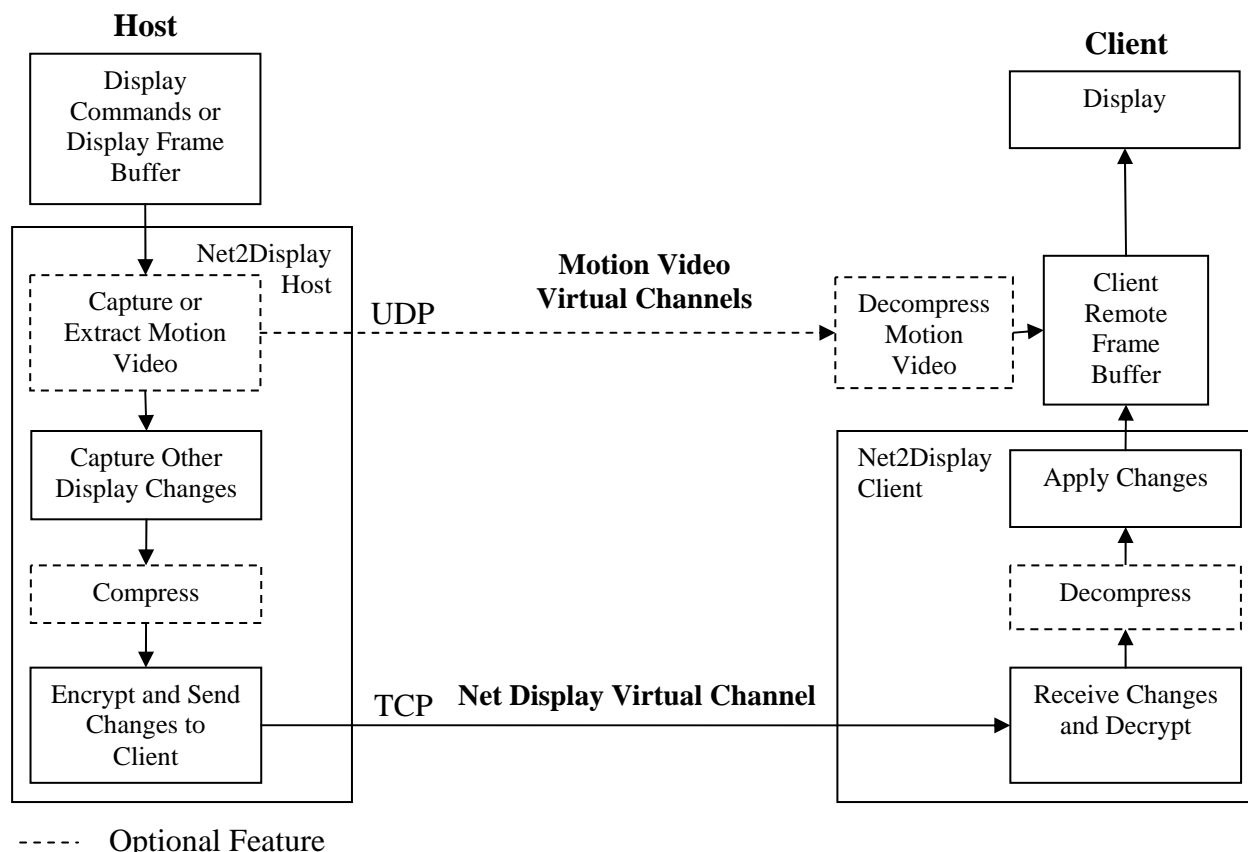 Host
Display
Commands or
Display Frame
Buffer
Net2Display
Host
Capture or
Extract Motion
Video
Capture Other
Display Changes
Compress
Encrypt and Send
Changes to
Client
UDP
Motion Video
Virtual Channels
TCP
Net Display Virtual Channel
Client
Display
Decompress
Motion
Video
Client
Remote
Frame
Buffer
Net2Display
Client
Apply Changes
Decompress
Receive Changes
and Decrypt
Optional Feature